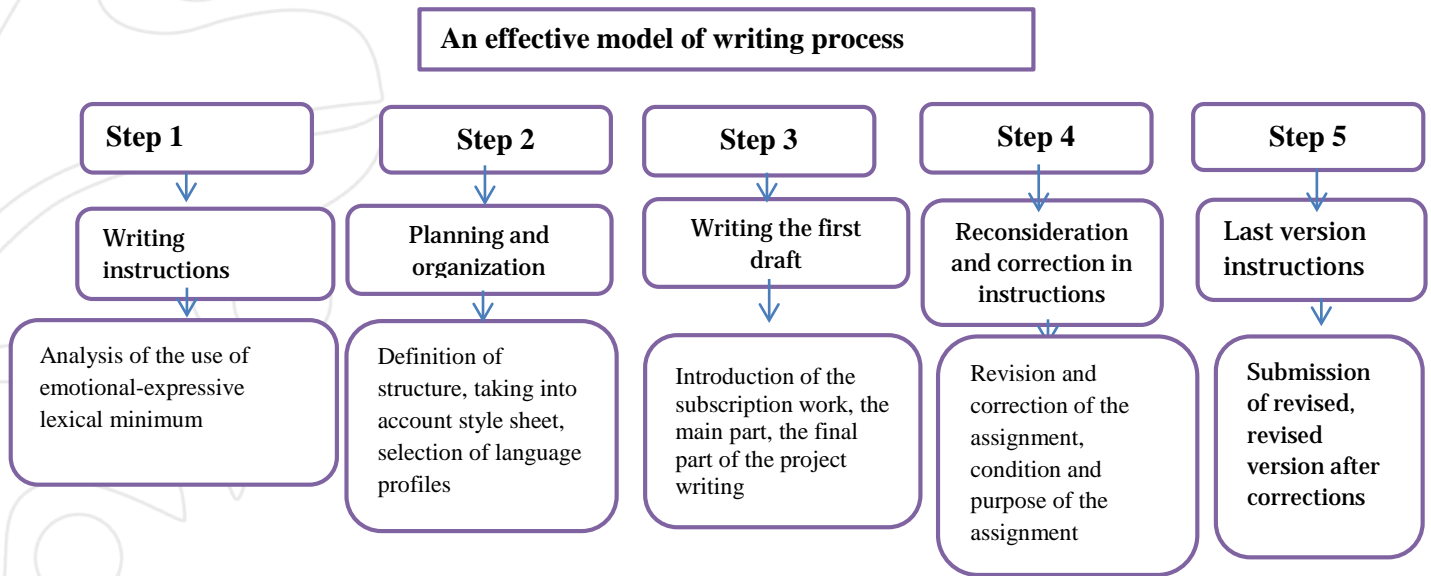 An effective model of writing process
Step 1
Step 2
Step 3
Step 4
Step 5
Writing
instructions
Planning and
organization
Writing the first
draft
Reconsideration
and correction in
instructions
Last version
instructions
Analysis of the use of
emotional-expressive
lexical minimum
Definition of
structure, taking into
account style sheet,
selection of language
profiles
Introduction of the
subscription work, the
main part, the final
part of the project
writing
Revision and
correction of the
assignment,
condition and
purpose of the
assignment
Submission
of revised,
revised
version after
corrections